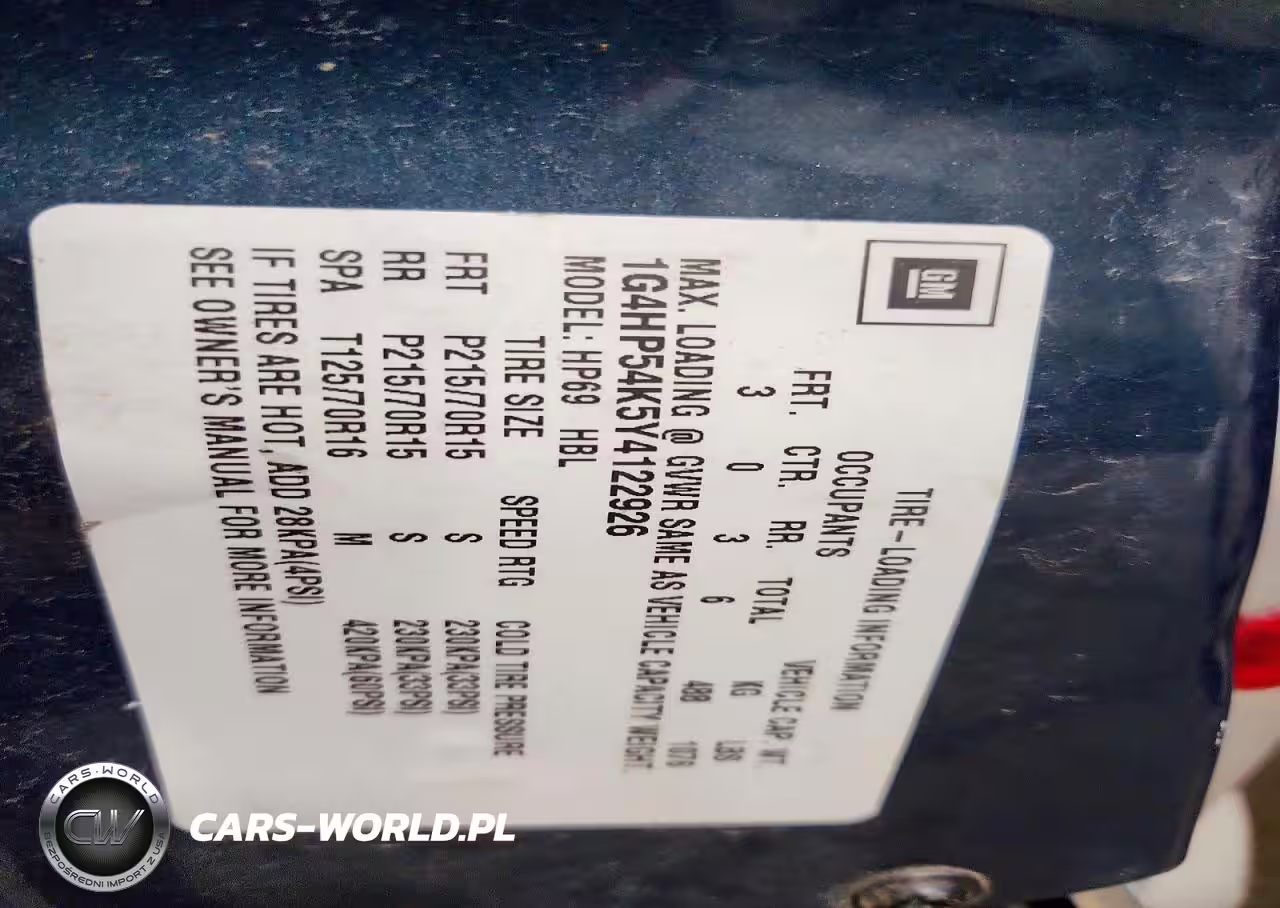 GM
TIRE-LOADING INFORMATION
OCCUPANTS VEHICLE CAP. WT.
FRT. CTR. RR. TOTAL KG LBS
3 0 3 6 1076
MAX. LOADING @ GVWR SAME AS VEHICLE CAPACITY WEIGHT.
1G4HP54K5Y4122926
MODEL: HP69 HBL
TIRE SIZE SPEED RTG COLD TIRE PRESSURE
FRT P215/70R15 S 230KPA(33PSI)
RR P215/70R15 S 230KPA(33PSI)
SPA T125/70R16 M 420KPA(60PSI)
IF TIRES ARE HOT, ADD 28KPA(4PSI)
SEE OWNER'S MANUAL FOR MORE INFORMATION
CARS-WORLD
CW
BEZPOŚREDNI IMPORT Z USA
CARS-WORLD.PL